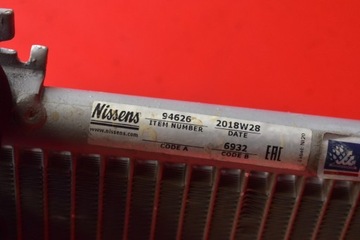 Nissens 94626 2018W28
ITEM NUMBER DATE
www.nissens.com
6932
CODE A CODE B EAC